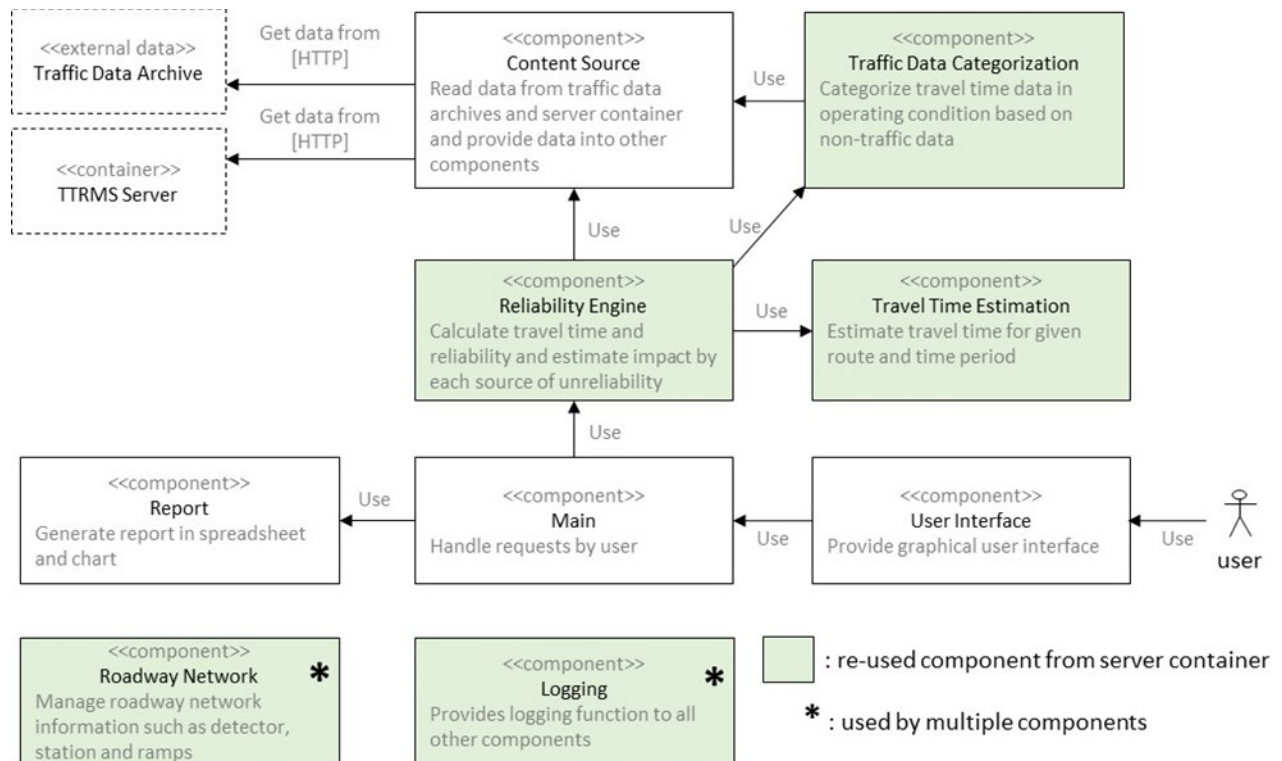 <<external data>>
Traffic Data Archive
Get data from
[HTTP]
<<component>>
Content Source
Read data from traffic data
archives and server container
and provide data into other
components
Use
<<component>>
Traffic Data Categorization
Categorize travel time data in
operating condition based on
non-traffic data
Get data from
[HTTP]
<<container>>
TTRMS Server
Use
Use
<<component>>
Reliability Engine
Calculate travel time and
reliability and estimate impact by
each source of unreliability
Use
<<component>>
Travel Time Estimation
Estimate travel time for given
route and time period
Use
<<component>>
Report
Generate report in spreadsheet
and chart
Use
<<component>>
Main
Handle requests by user
Use
<<component>>
User Interface
Provide graphical user interface
Use
user
<<component>>
Roadway Network
*
Manage roadway network
information such as detector,
station and ramps
<<component>>
Logging
*
Provides logging function to all
other components
: re-used component from server container
* : used by multiple components